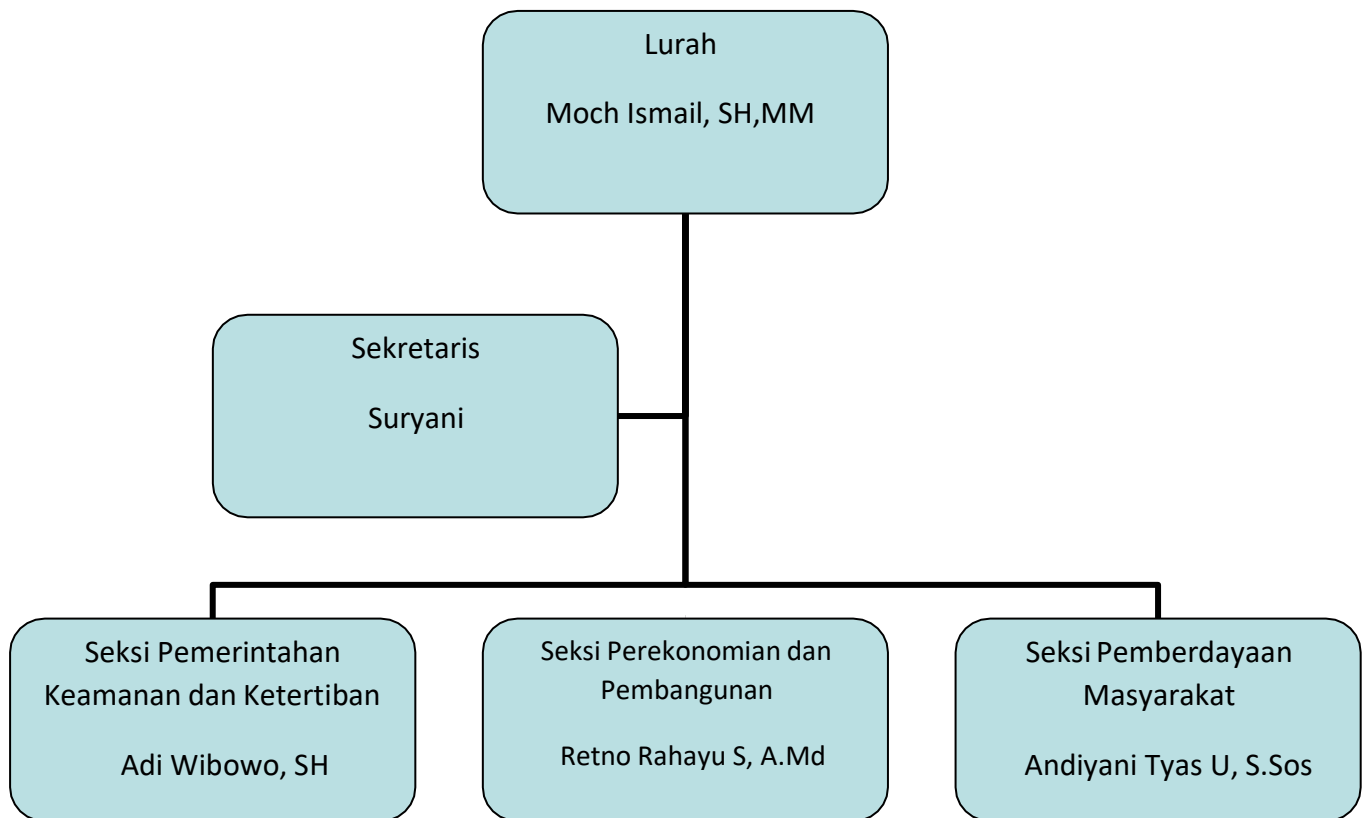 Lurah
Moch Ismail, SH,MM
Sekretaris
Suryani
Seksi Pemerintahan
Keamanan dan Ketertiban
Adi Wibowo, SH
Seksi Perekonomian dan
Pembangunan
Retno Rahayu S, A.Md
Seksi Pemberdayaan
Masyarakat
Andiyani Tyas U, S.Sos